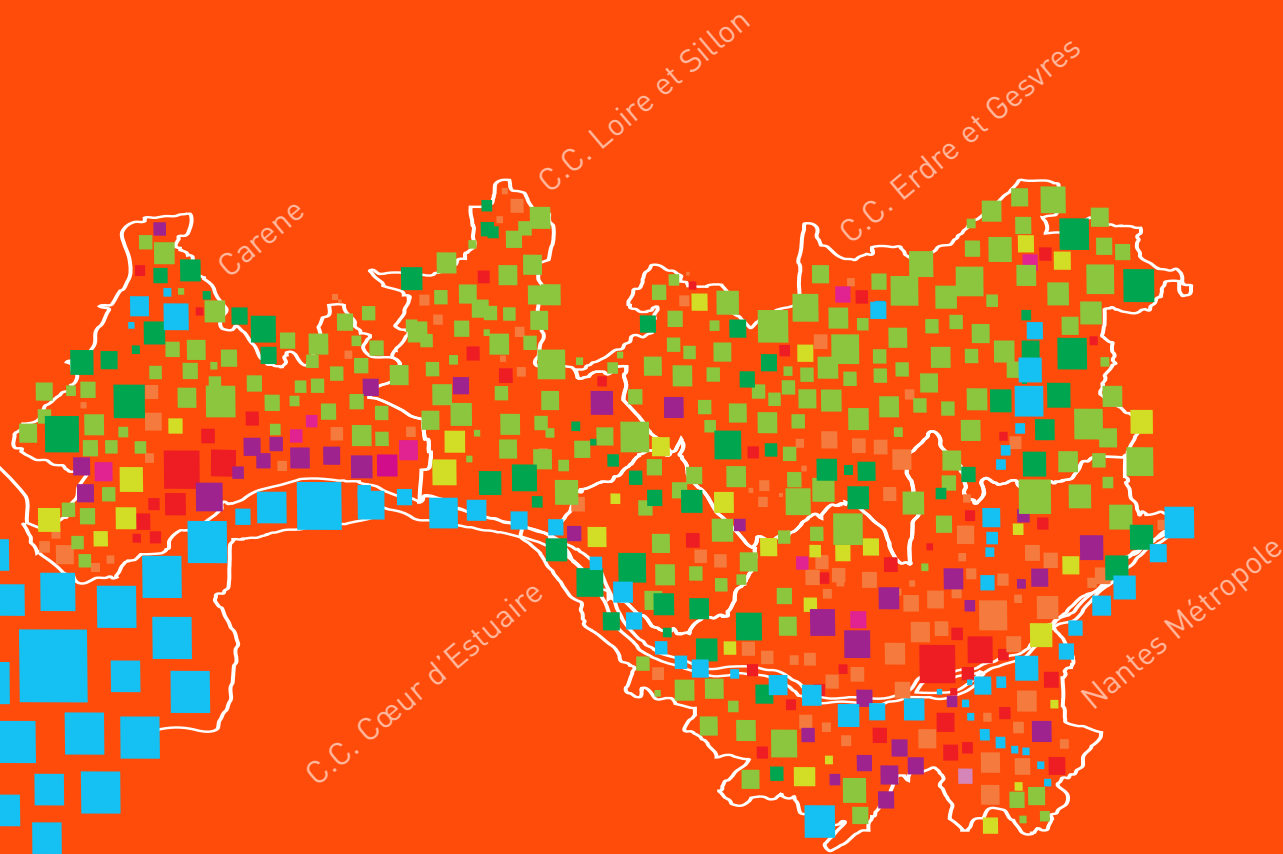 Carene
C.C. Loire et Sillon
C.C. Erdre et Gesvres
C.C. Cœur d'Estuaire
Nantes Métropole